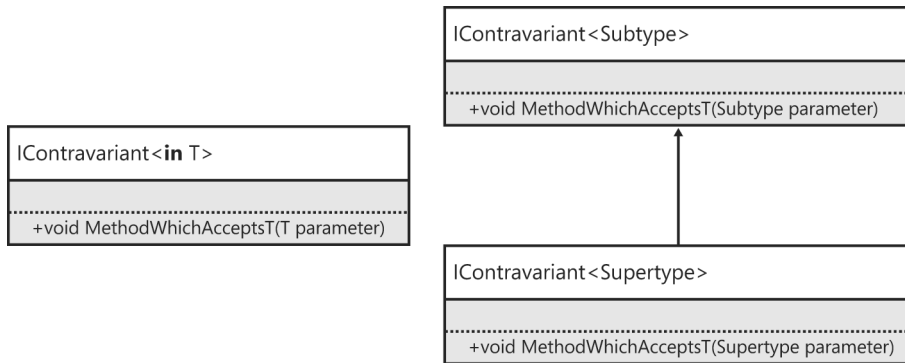 IContravariant<in T>
+void MethodWhichAcceptsT(T parameter)
IContravariant<Subtype>
+void MethodWhichAcceptsT(Subtype parameter)
IContravariant<Supertype>
+void MethodWhichAcceptsT(Supertype parameter)